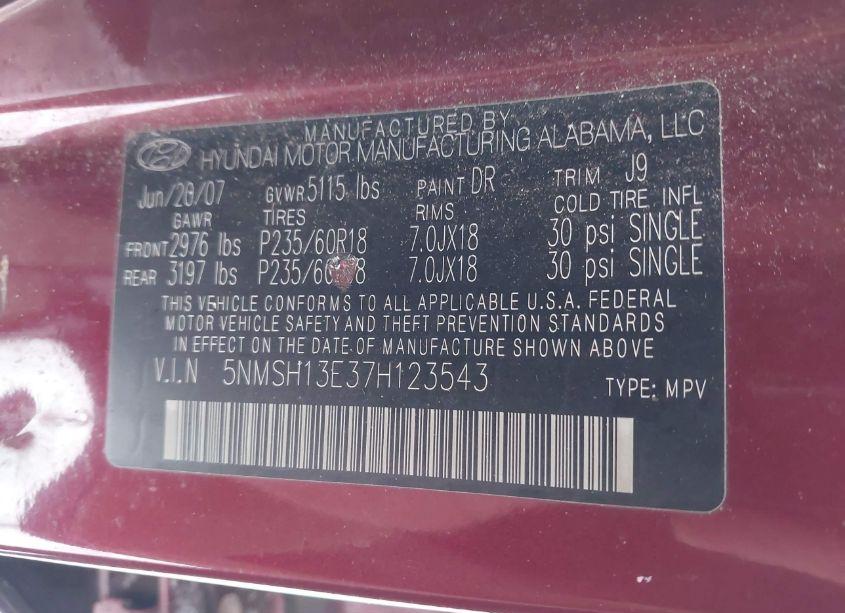 MANUFACTURED BY
HYUNDAI MOTOR MANUFACTURING ALABAMA, LLC
Jun/20/07 GVWR 5115 lbs PAINT DR TRIM J9
GAWR TIRES RIMS COLD TIRE INFL
FRONT 2976 lbs P235/60R18 7.0JX18 30 psi SINGLE
REAR 3197 lbs P235/60 8 7.0JX18 30 psi SINGLE
THIS VEHICLE CONFORMS TO ALL APPLICABLE U.S.A. FEDERAL
MOTOR VEHICLE SAFETY AND THEFT PREVENTION STANDARDS
IN EFFECT ON THE DATE OF MANUFACTURE SHOWN ABOVE
V.I.N 5NMSH13E37H123543 TYPE: MPV